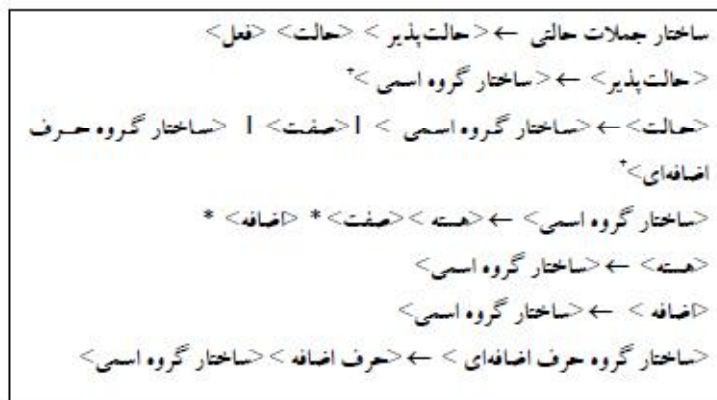 ساختار جملات حالتی ←<حالت‌پذیر> <حالت> <فعل>
<حالت‌پذیر> ←<ساختار گروه اسمی>+
<حالت>←<ساختار گروه اسمی> | <صفت> | <ساختار گروه حرف
اضافه‌ای>+
<ساختار گروه اسمی> ←<هسته><صفت>* <اضافه> *
<هسته> ←<ساختار گروه اسمی>
<اضافه> ←<ساختار گروه اسمی>
<ساختار گروه حرف اضافه‌ای> ←<حرف اضافه><ساختار گروه اسمی>